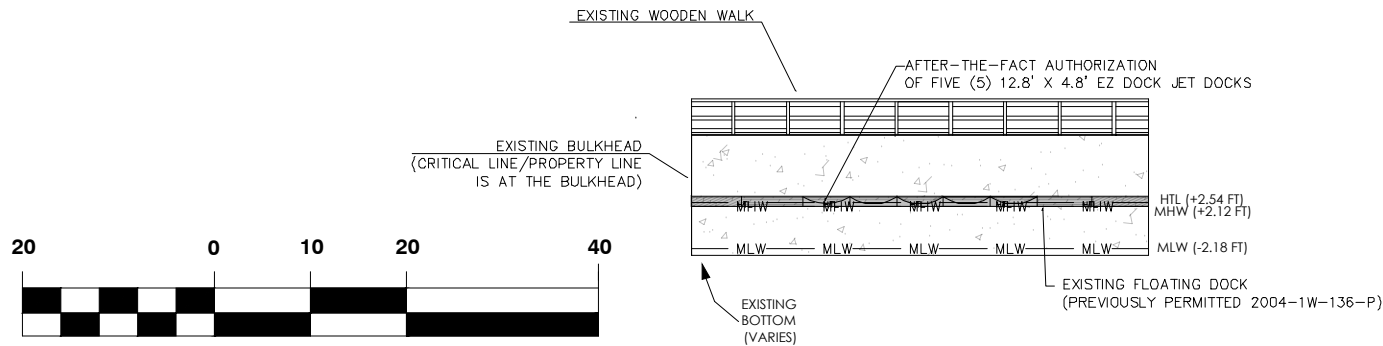 EXISTING WOODEN WALK
AFTER-THE-FACT AUTHORIZATION
OF FIVE (5) 12.8' X 4.8' EZ DOCK JET DOCKS
EXISTING BULKHEAD
(CRITICAL LINE/PROPERTY LINE
IS AT THE BULKHEAD)
HTL (+2.54 FT)
MHW MHW MHW MHW MHW
MHW (+2.12 FT)
20 0 10 20 40
MLW MLW MLW MLW MLW
MLW (-2.18 FT)
EXISTING FLOATING DOCK
(PREVIOUSLY PERMITTED 2004-1W-136-P)
EXISTING
BOTTOM
(VARIES)